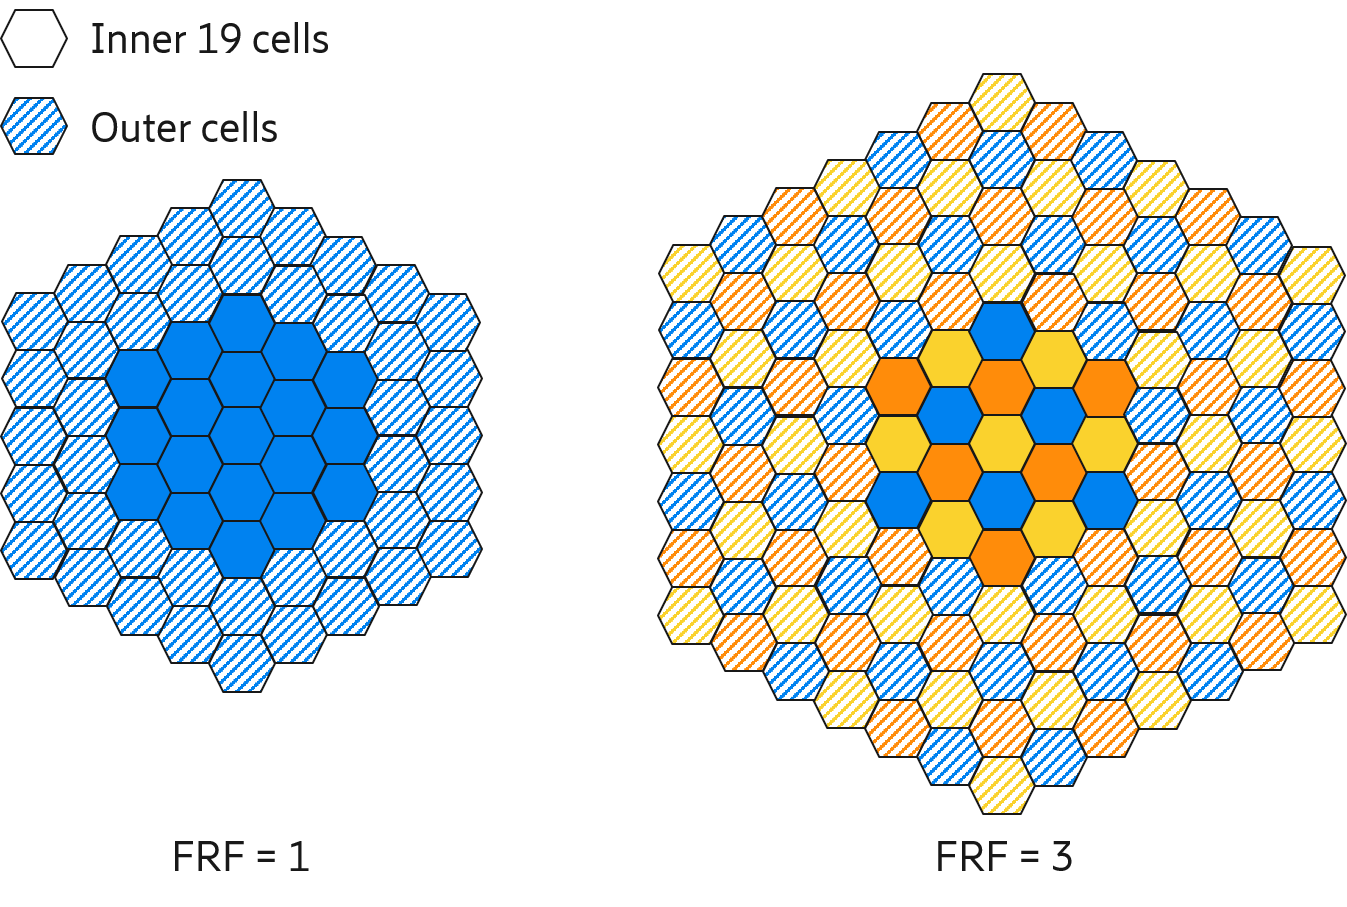 Inner 19 cells
Outer cells
FRF = 1
FRF = 3